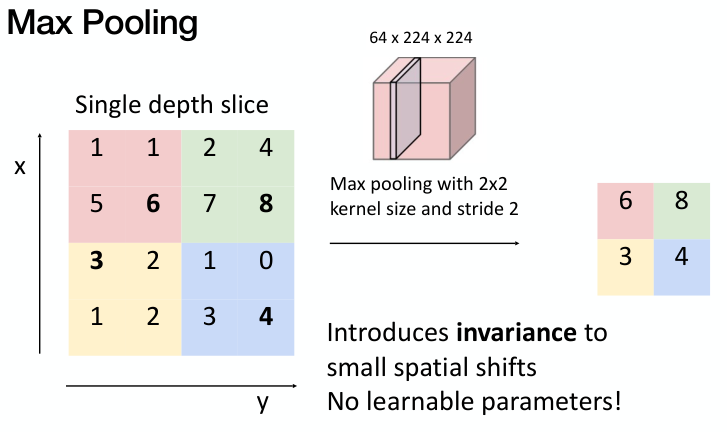 Max Pooling
64 x 224 x 224
Single depth slice
x
1 1 2 4
5 6 7 8
3 2 1 0
1 2 3 4
y
Max pooling with 2x2
kernel size and stride 2
6 8
3 4
Introduces invariance to
small spatial shifts
No learnable parameters!